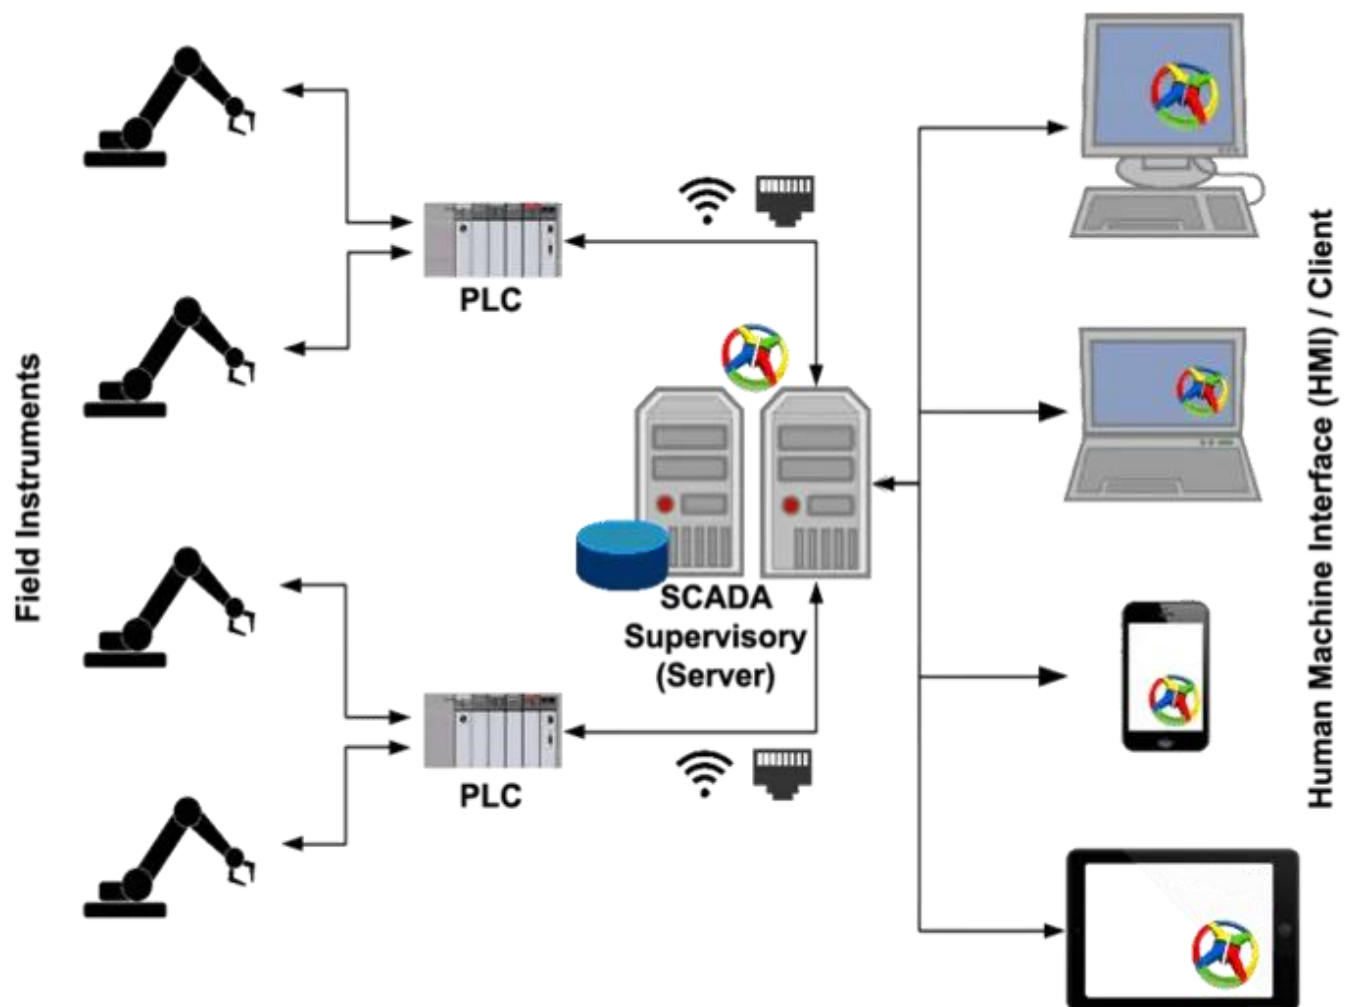 Field Instruments
PLC
SCADA
Supervisory
(Server)
PLC
Human Machine Interface (HMI) / Client